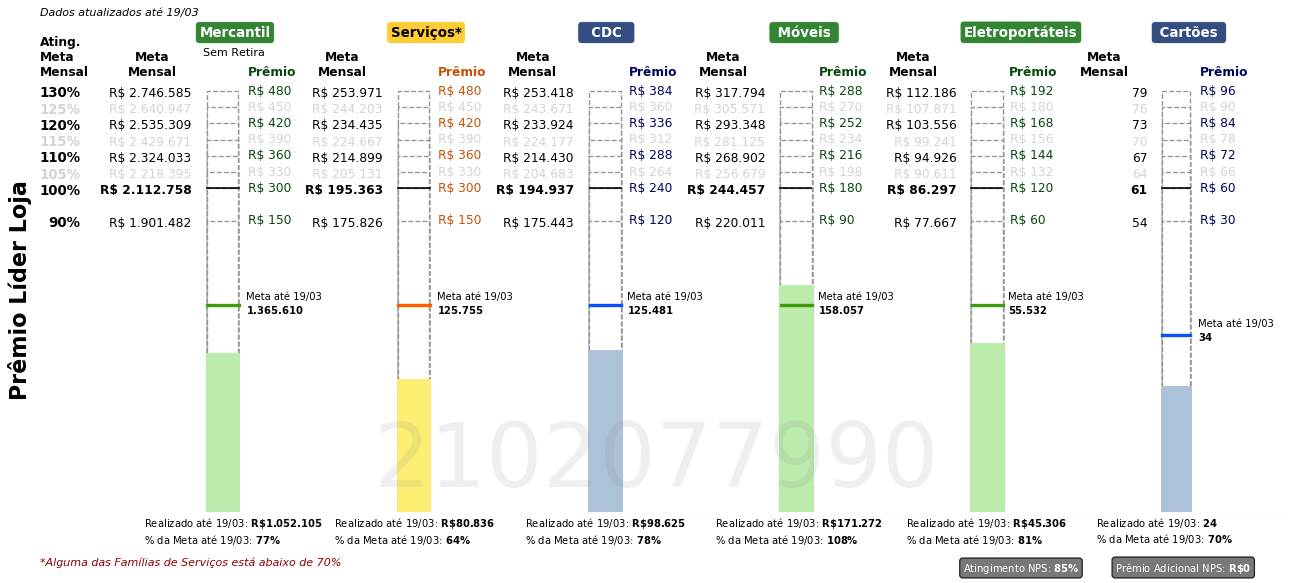 Dados atualizados até 19/03
Mercantil Serviços* CDC Móveis Eletroportáteis Cartões
Sem Retira
Ating. Meta Mensal
Meta Mensal Prêmio Meta Mensal Prêmio Meta Mensal Prêmio Meta Mensal Prêmio Meta Mensal Prêmio Meta Mensal Prêmio
130% R$ 2.746.585 R$ 480 R$ 253.971 R$ 480 R$ 253.418 R$ 384 R$ 317.794 R$ 288 R$ 112.186 R$ 192 79 R$ 96
125% R$ 2.640.947 R$ 450 R$ 244.203 R$ 450 R$ 243.671 R$ 360 R$ 305.571 R$ 270 R$ 107.871 R$ 180 76 R$ 90
120% R$ 2.535.309 R$ 420 R$ 234.435 R$ 420 R$ 233.924 R$ 336 R$ 293.348 R$ 252 R$ 103.556 R$ 168 73 R$ 84
115% R$ 2.429.671 R$ 390 R$ 224.667 R$ 390 R$ 224.177 R$ 312 R$ 281.125 R$ 234 R$ 99.241 R$ 156 70 R$ 78
110% R$ 2.324.033 R$ 360 R$ 214.899 R$ 360 R$ 214.430 R$ 288 R$ 268.902 R$ 216 R$ 94.926 R$ 144 67 R$ 72
105% R$ 2.218.395 R$ 330 R$ 205.131 R$ 330 R$ 204.683 R$ 264 R$ 256.679 R$ 198 R$ 90.611 R$ 132 64 R$ 66
100% R$ 2.112.758 R$ 300 R$ 195.363 R$ 300 R$ 194.937 R$ 240 R$ 244.457 R$ 180 R$ 86.297 R$ 120 61 R$ 60
90% R$ 1.901.482 R$ 150 R$ 175.826 R$ 150 R$ 175.443 R$ 120 R$ 220.011 R$ 90 R$ 77.667 R$ 60 54 R$ 30
Prêmio Líder Loja
Meta até 19/03 Meta até 19/03 Meta até 19/03 Meta até 19/03 Meta até 19/03
1.365.610 125.755 125.481 158.057 55.532
Meta até 19/03
34
2102077990
Realizado até 19/03: R$1.052.105 Realizado até 19/03: R$80.836 Realizado até 19/03: R$98.625 Realizado até 19/03: R$171.272 Realizado até 19/03: R$45.306 Realizado até 19/03: 24
% da Meta até 19/03: 77% % da Meta até 19/03: 64% % da Meta até 19/03: 78% % da Meta até 19/03: 108% % da Meta até 19/03: 81% % da Meta até 19/03: 70%
*Alguma das Famílias de Serviços está abaixo de 70%
Atingimento NPS: 85% Prêmio Adicional NPS: R$0